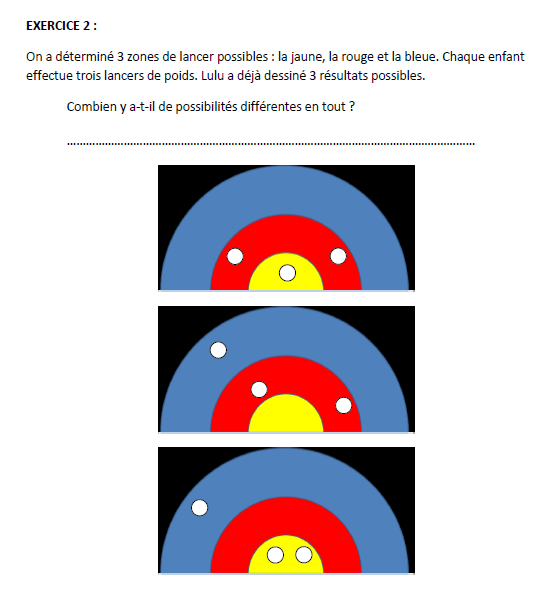 EXERCICE 2 :
On a déterminé 3 zones de lancer possibles : la jaune, la rouge et la bleue. Chaque enfant
effectue trois lancers de poids. Lulu a déjà dessiné 3 résultats possibles.
Combien y a-t-il de possibilités différentes en tout ?
................................................................................................................................